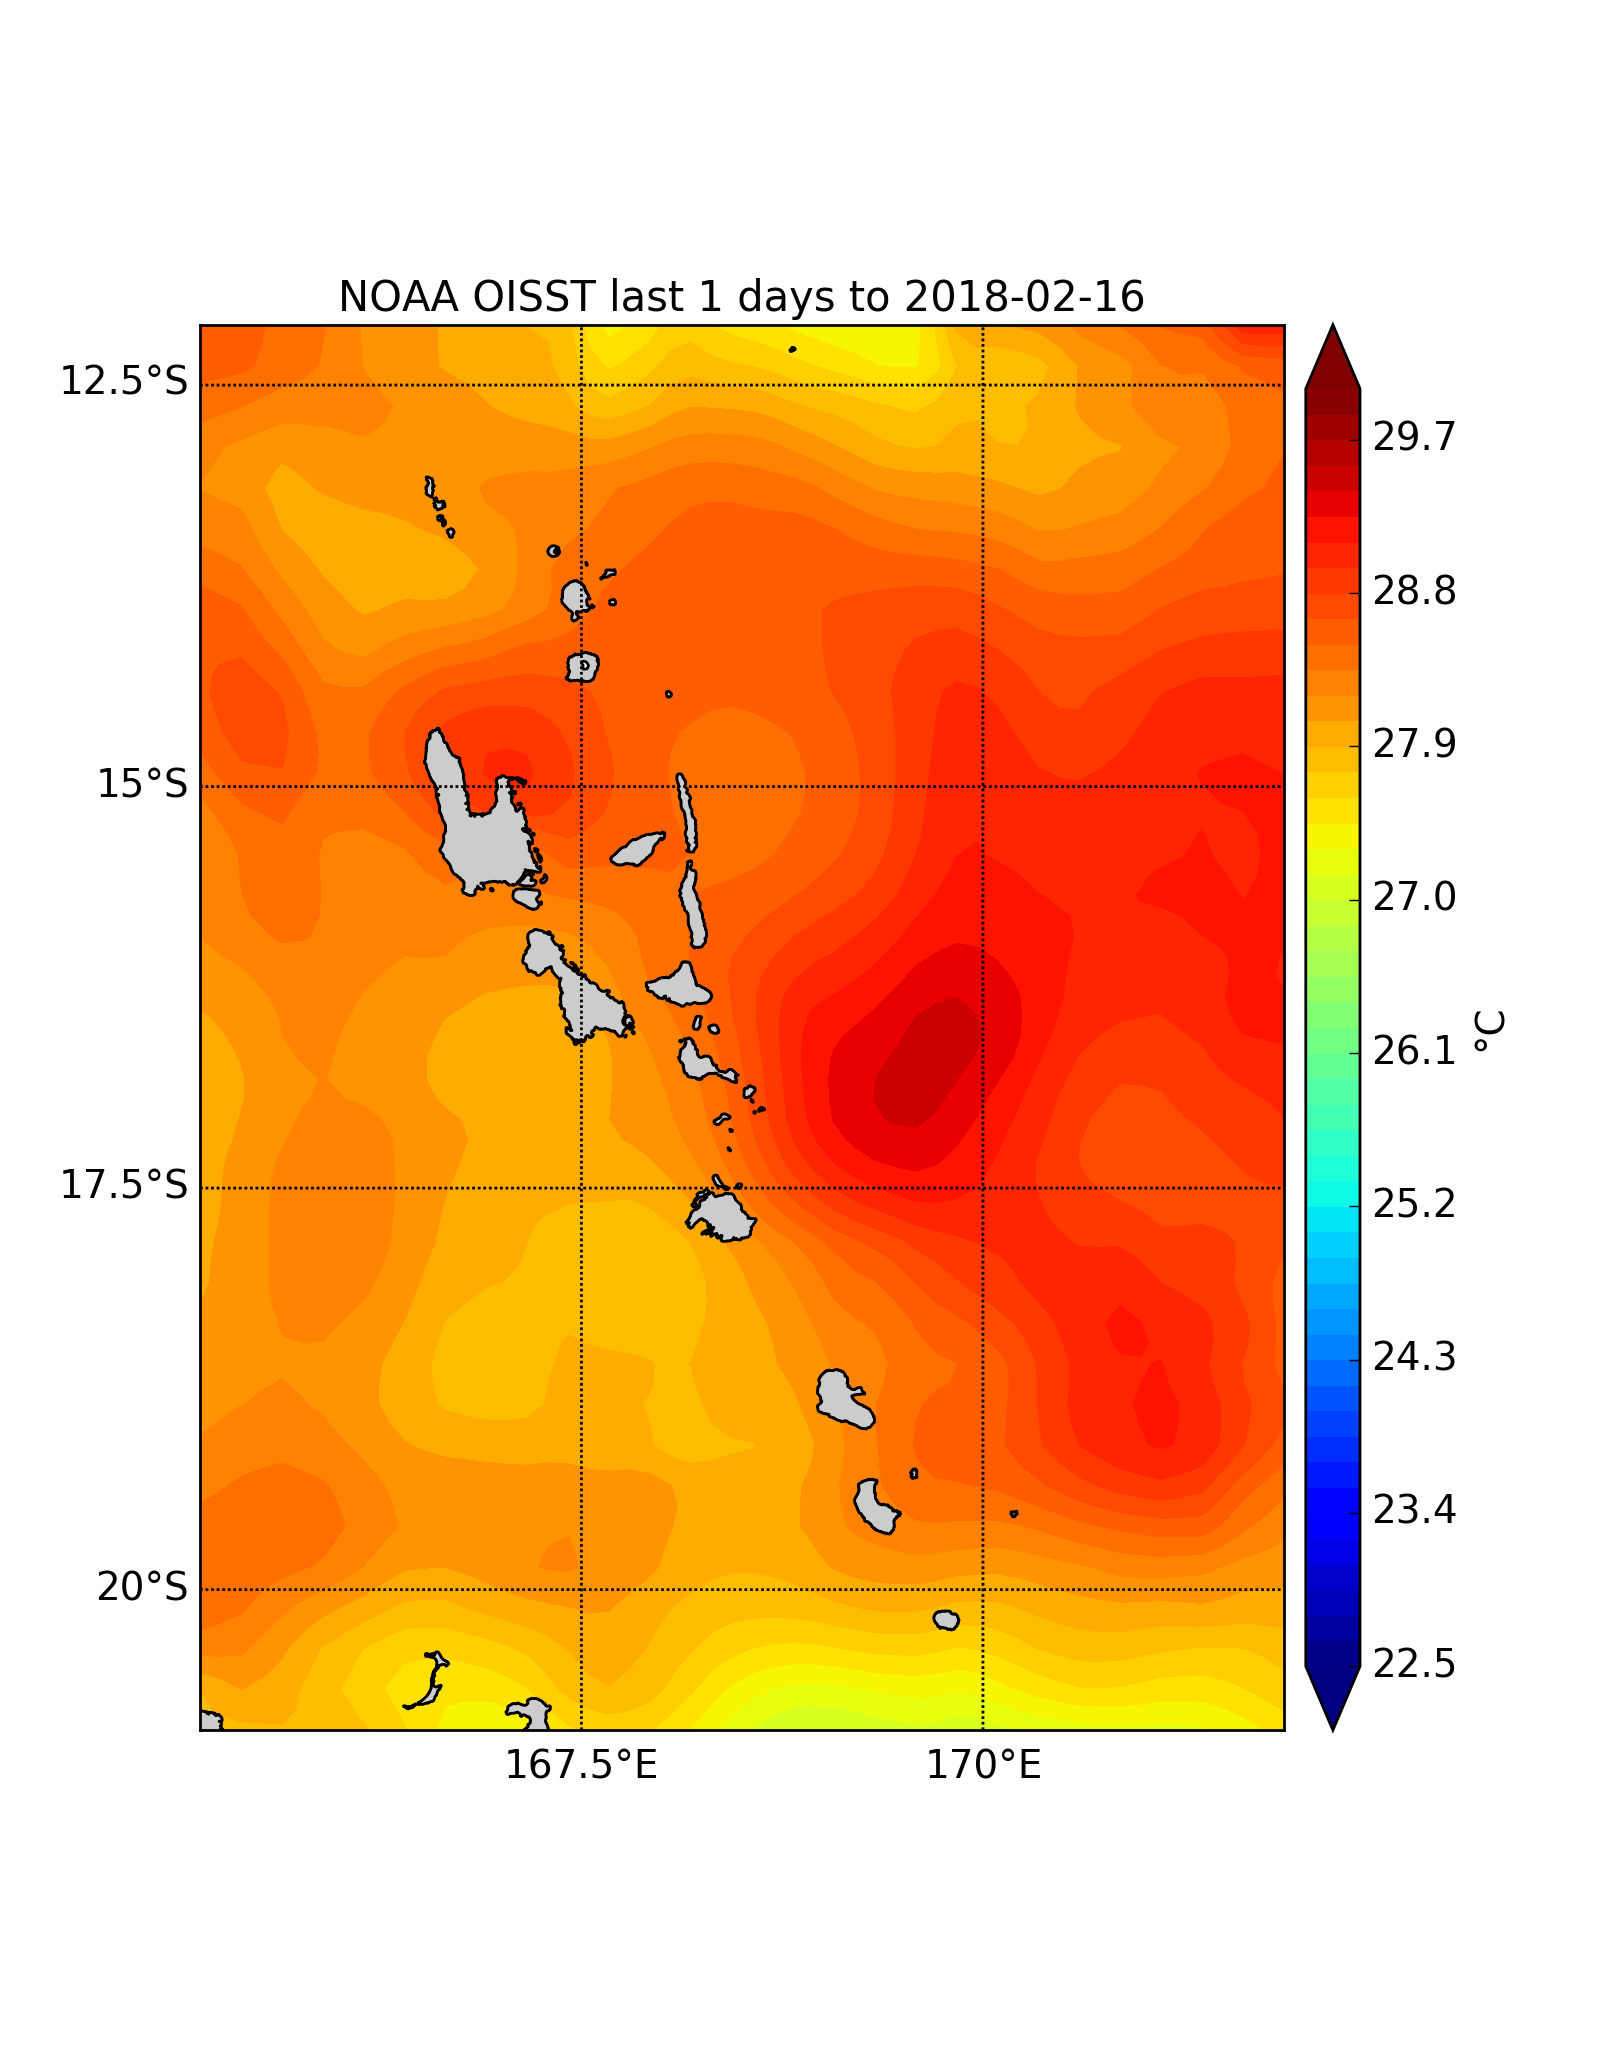 NOAA OISST last 1 days to 2018-02-16
12.5°S
15°S
17.5°S
20°S
167.5°E
170°E
29.7
28.8
27.9
27.0
26.1
25.2
24.3
23.4
22.5
°C